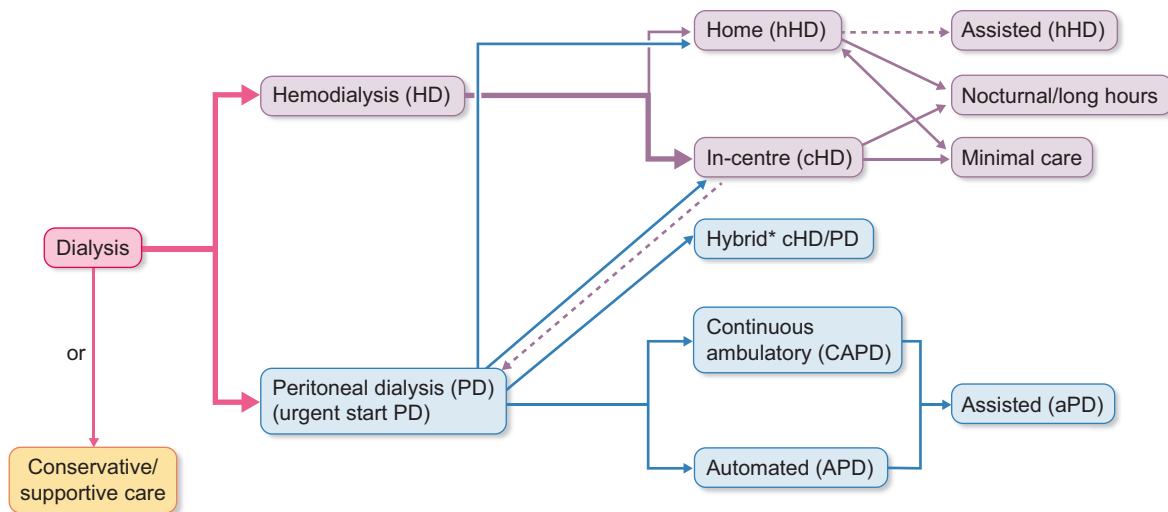 Home (hHD)
Assisted (hHD)
Hemodialysis (HD)
Nocturnal/long hours
In-centre (cHD)
Minimal care
Dialysis
Hybrid* cHD/PD
or
Continuous
ambulatory (CAPD)
Peritoneal dialysis (PD)
(urgent start PD)
Assisted (aPD)
Automated (APD)
Conservative/
supportive care